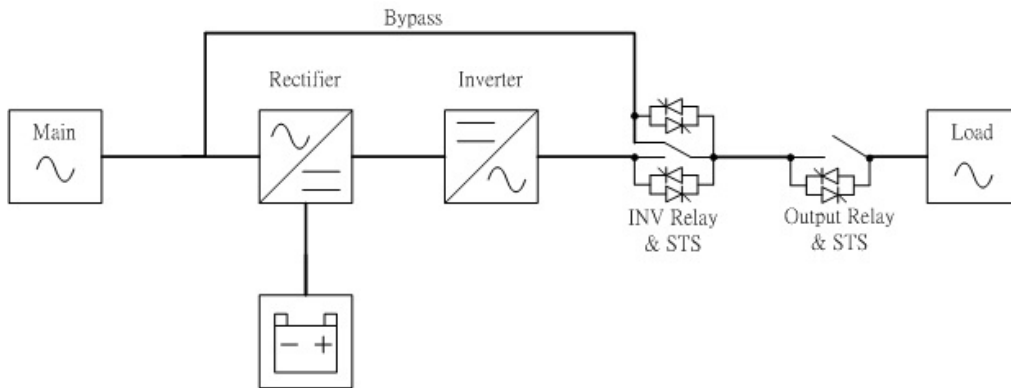 Bypass
Rectifier
Inverter
Main
Load
INV Relay
& STS
Output Relay
& STS
− +